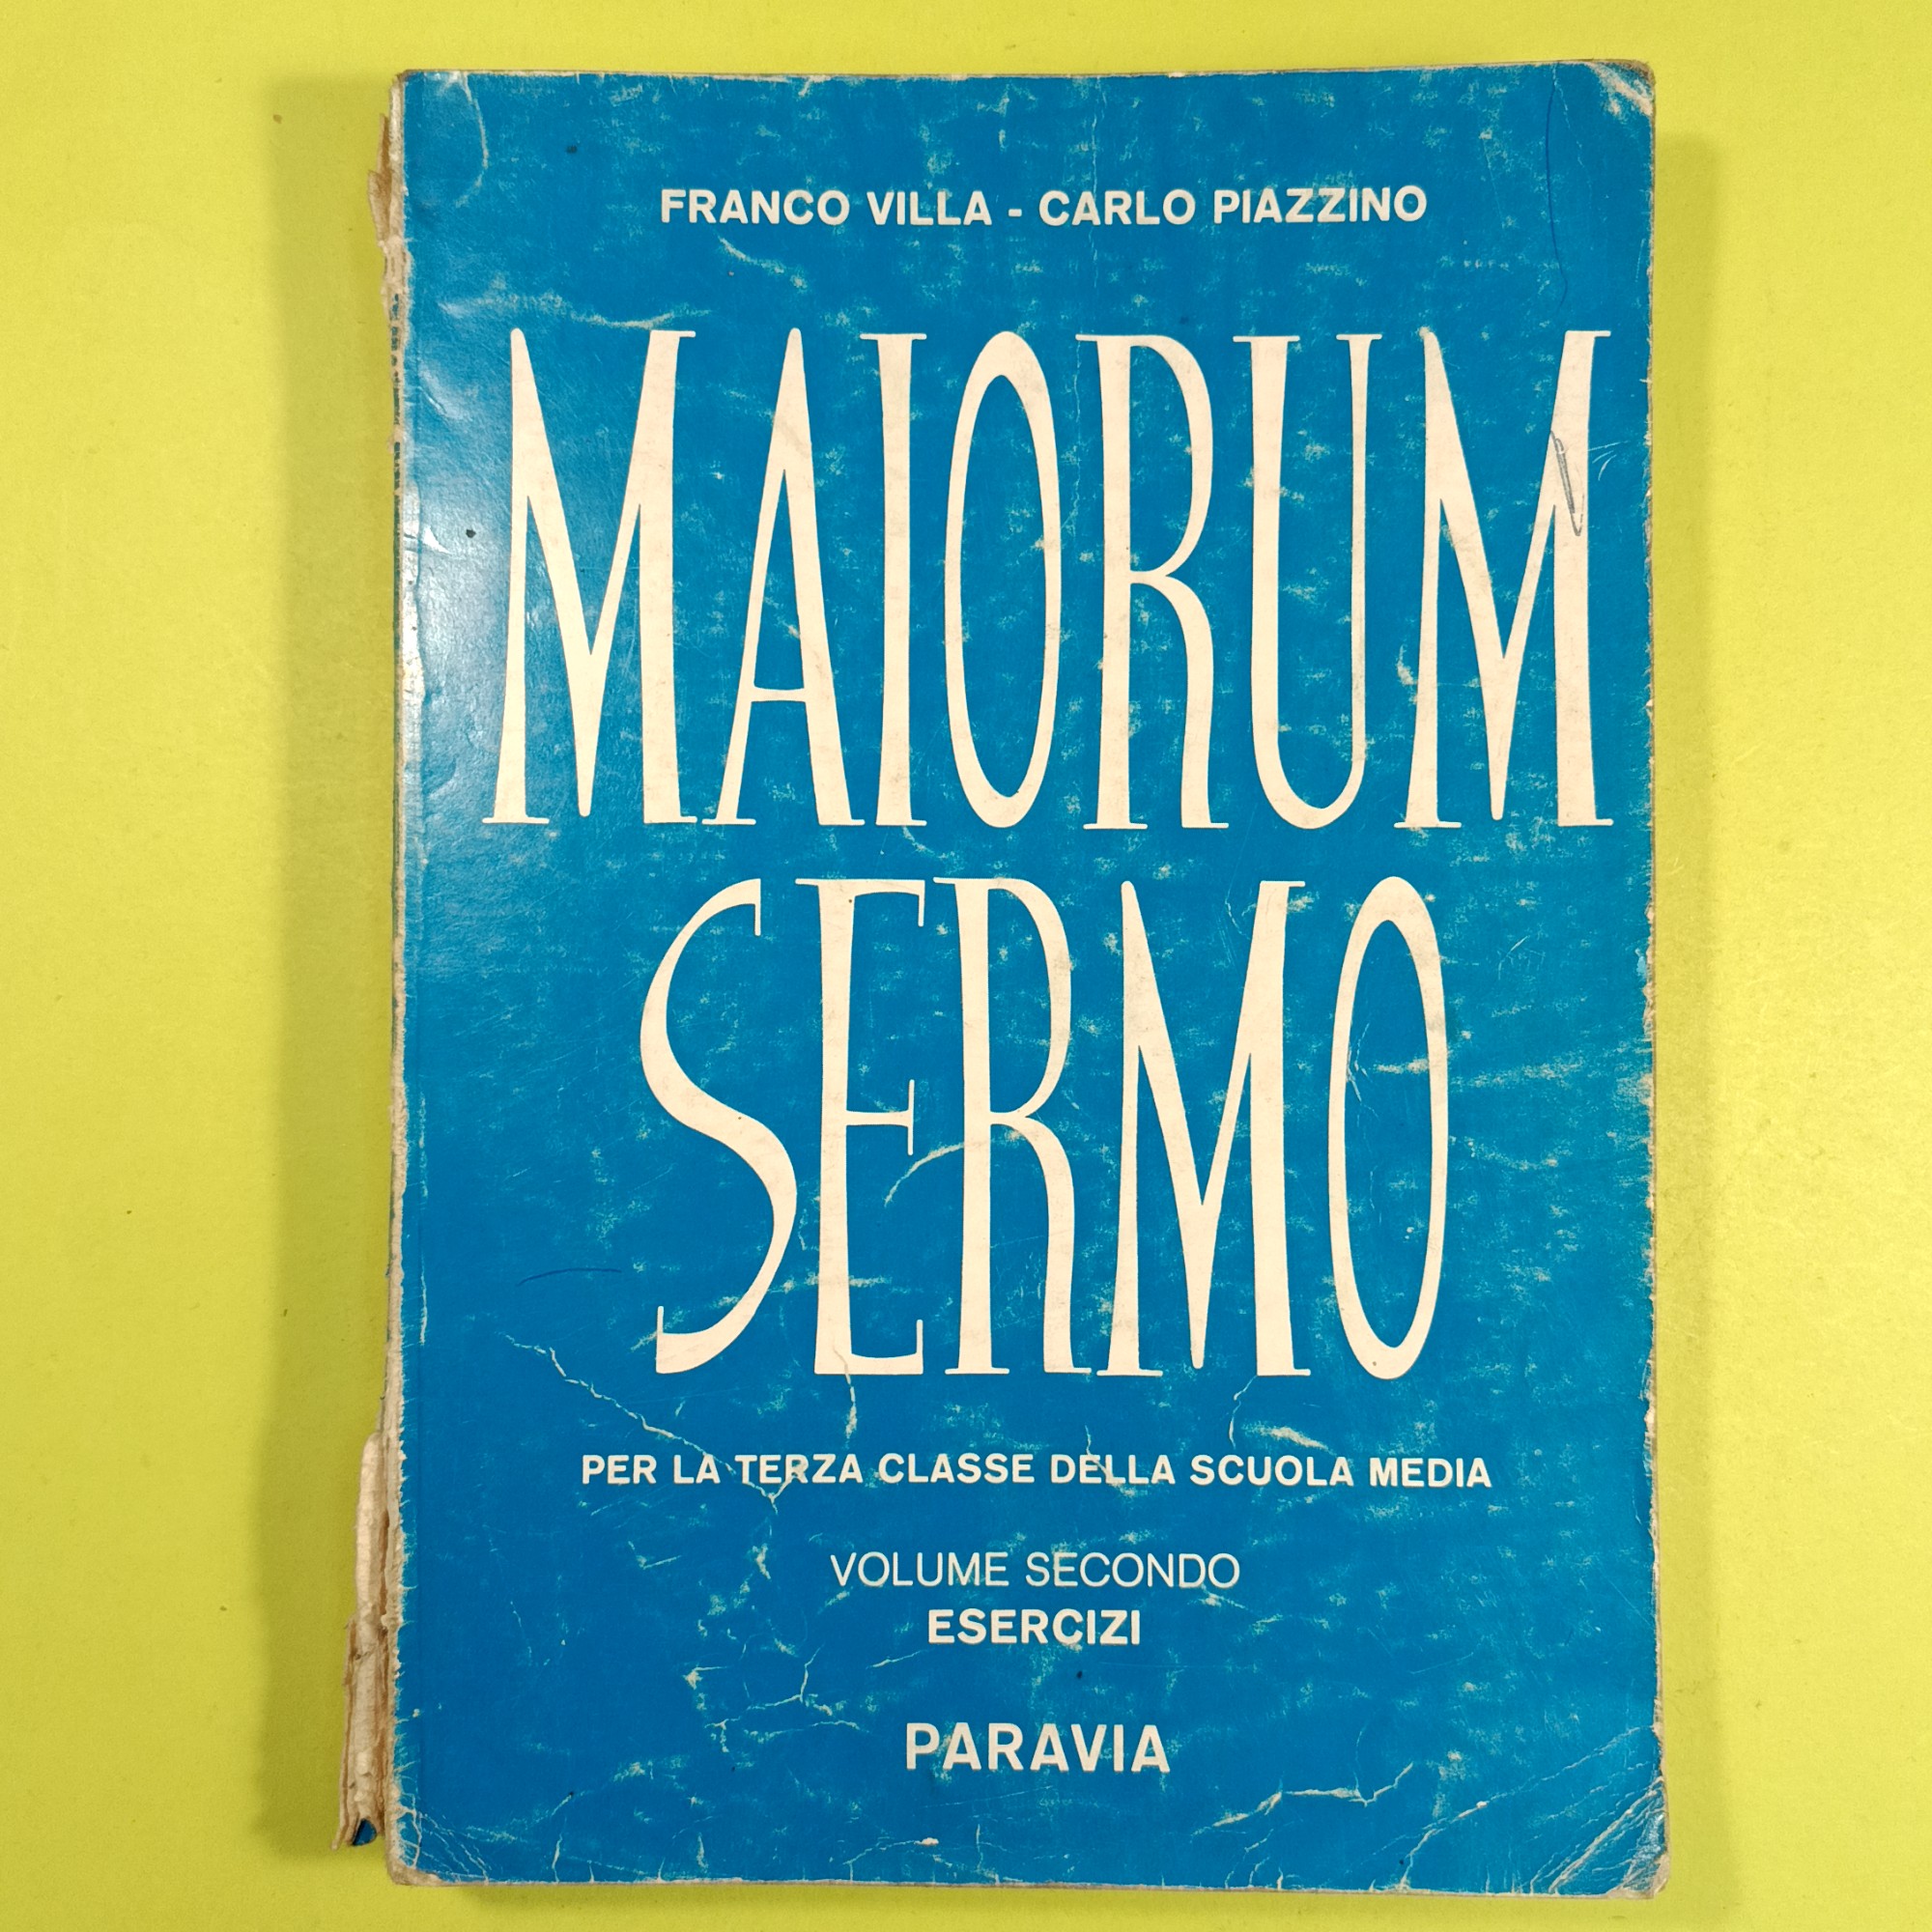 FRANCO VILLA - CARLO PIAZZINO
MAIORUM
SERMO
PER LA TERZA CLASSE DELLA SCUOLA MEDIA
VOLUME SECONDO
ESERCIZI
PARAVIA